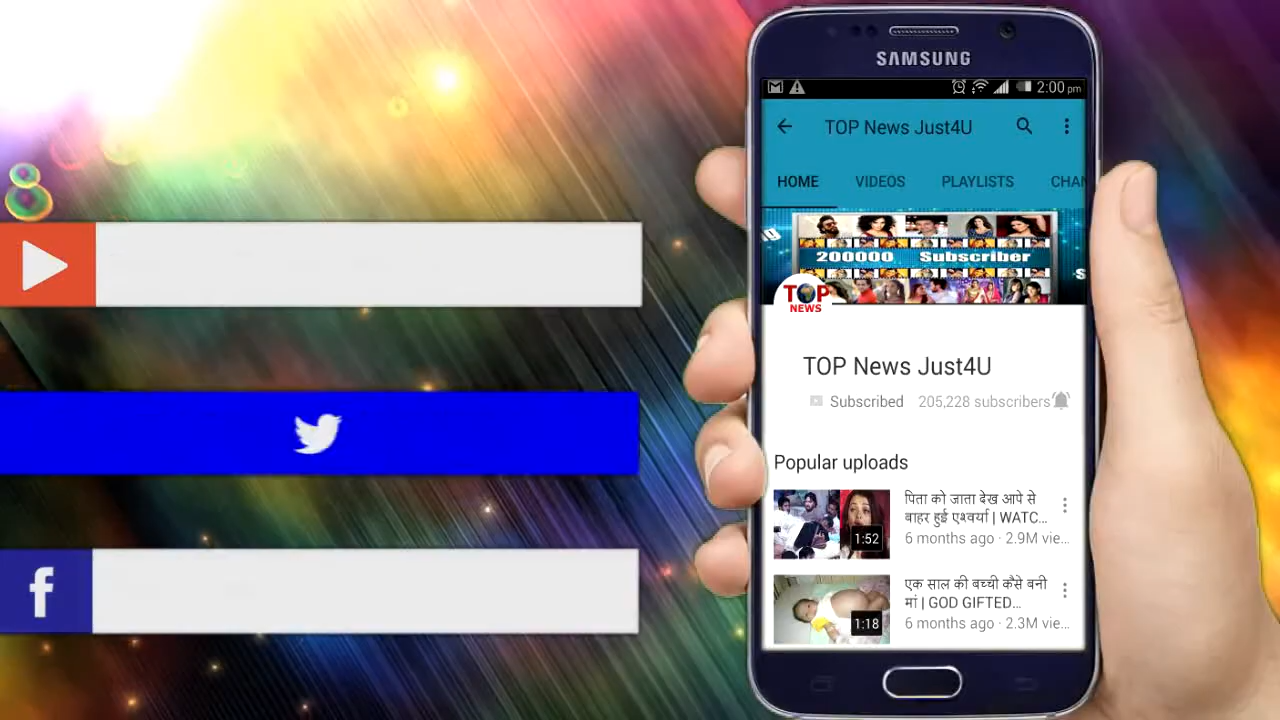 SAMSUNG
2:00 pm
TOP News Just4U
HOME VIDEOS PLAYLISTS CHAN
200000 Subscriber
S
TOP
NEWS
TOP News Just4U
Subscribed 205,228 subscribers
Popular uploads
पिता को जाता देख आपे से
बाहर हुई एश्वर्या | WATC...
6 months ago · 2.9M vie...
1:52
एक साल की बच्ची कैसे बनी
मां | GOD GIFTED...
6 months ago · 2.3M vie...
1:18